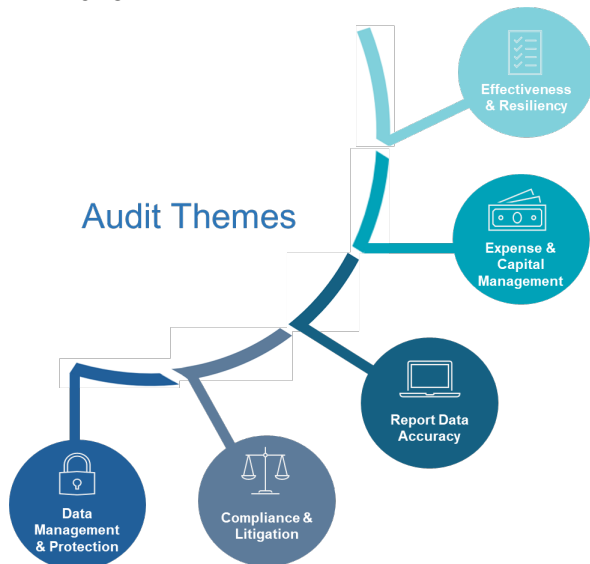 Effectiveness
& Resiliency
Audit Themes
Expense &
Capital
Management
Report Data
Accuracy
Data
Management
& Protection
Compliance &
Litigation